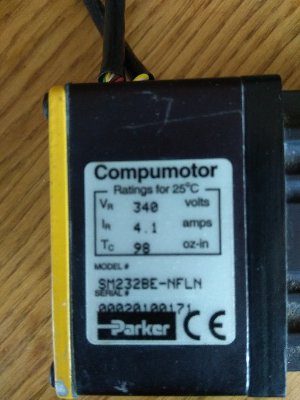 Compumotor
Ratings for 25°C
VR 340 volts
IR 4.1 amps
TC 98 oz-in
MODEL #
SM232BE-NFLN
SERIAL #
00020100171
Parker CE